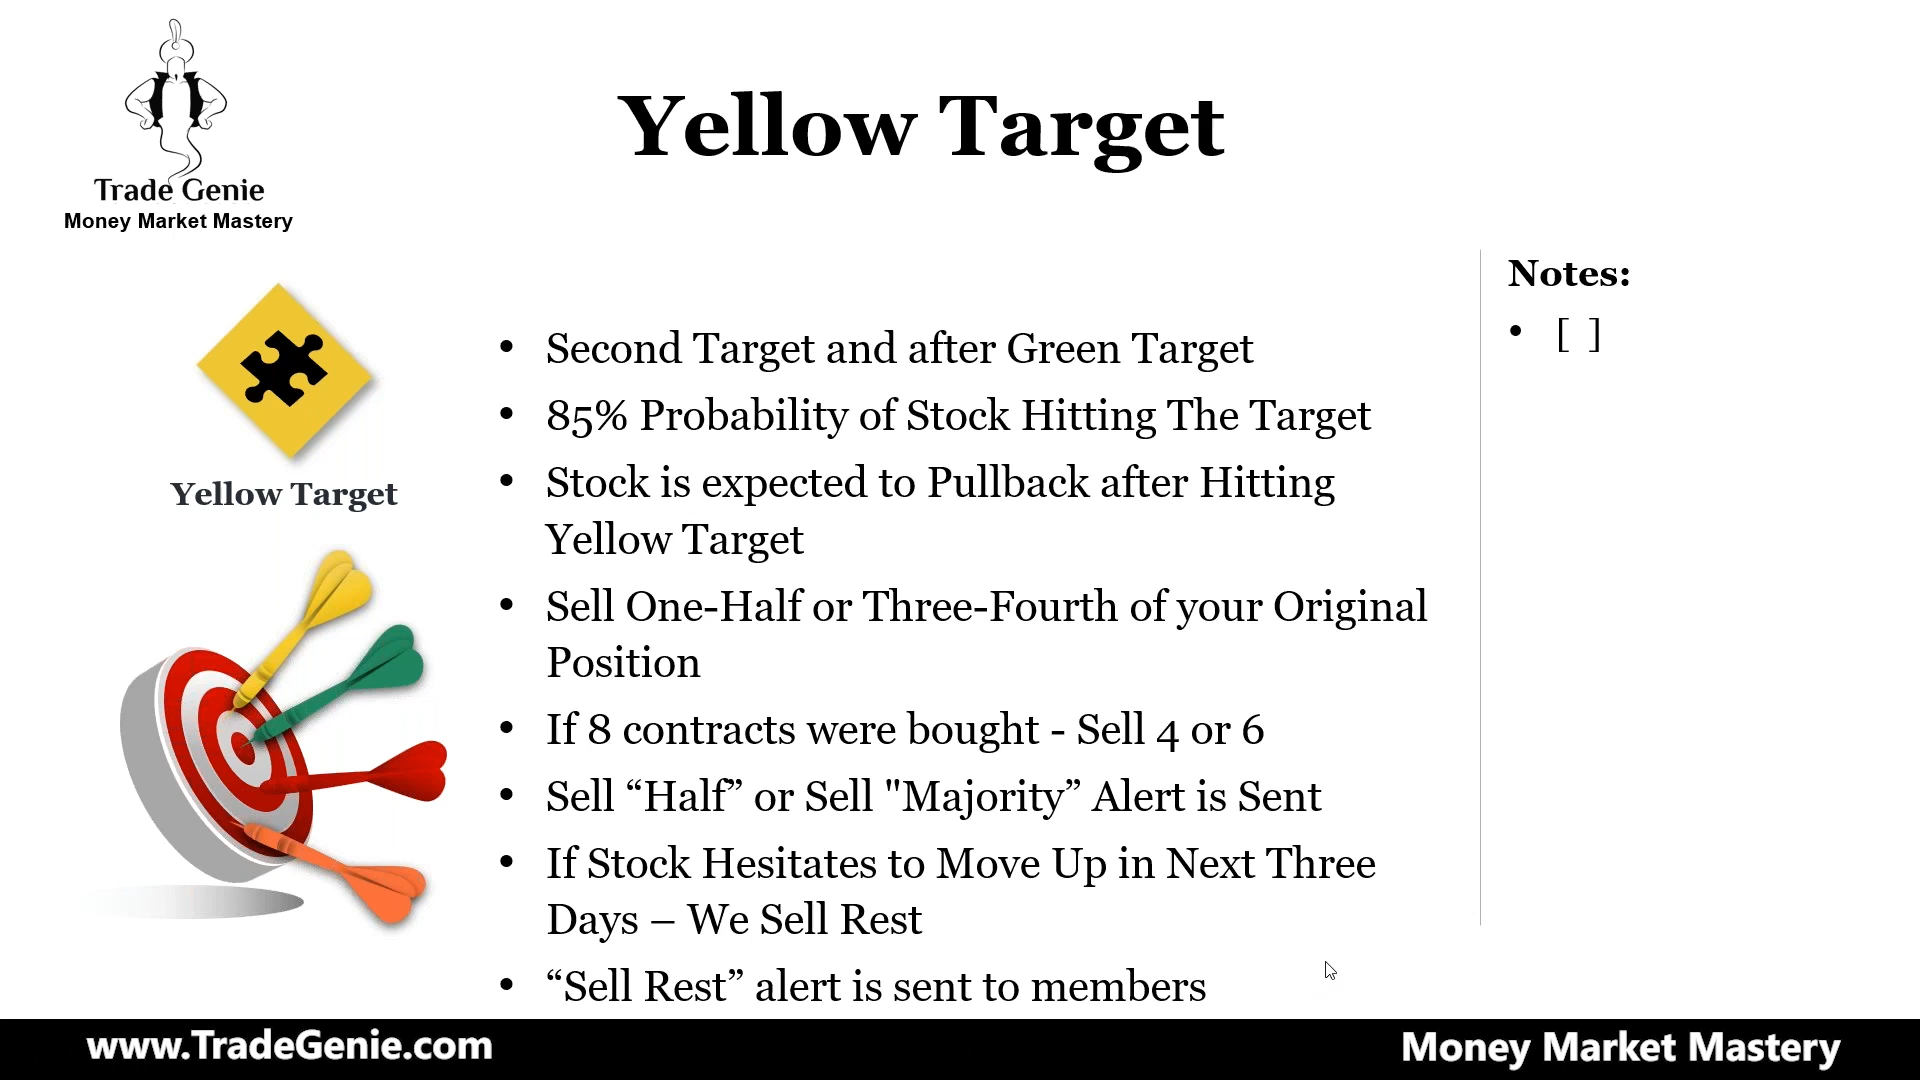 Trade Genie
Money Market Mastery
Yellow Target
Yellow Target
• Second Target and after Green Target
• 85% Probability of Stock Hitting The Target
• Stock is expected to Pullback after Hitting
Yellow Target
• Sell One-Half or Three-Fourth of your Original
Position
• If 8 contracts were bought - Sell 4 or 6
• Sell “Half” or Sell "Majority” Alert is Sent
• If Stock Hesitates to Move Up in Next Three
Days – We Sell Rest
• “Sell Rest” alert is sent to members
Notes:
• [ ]
www.TradeGenie.com
Money Market Mastery